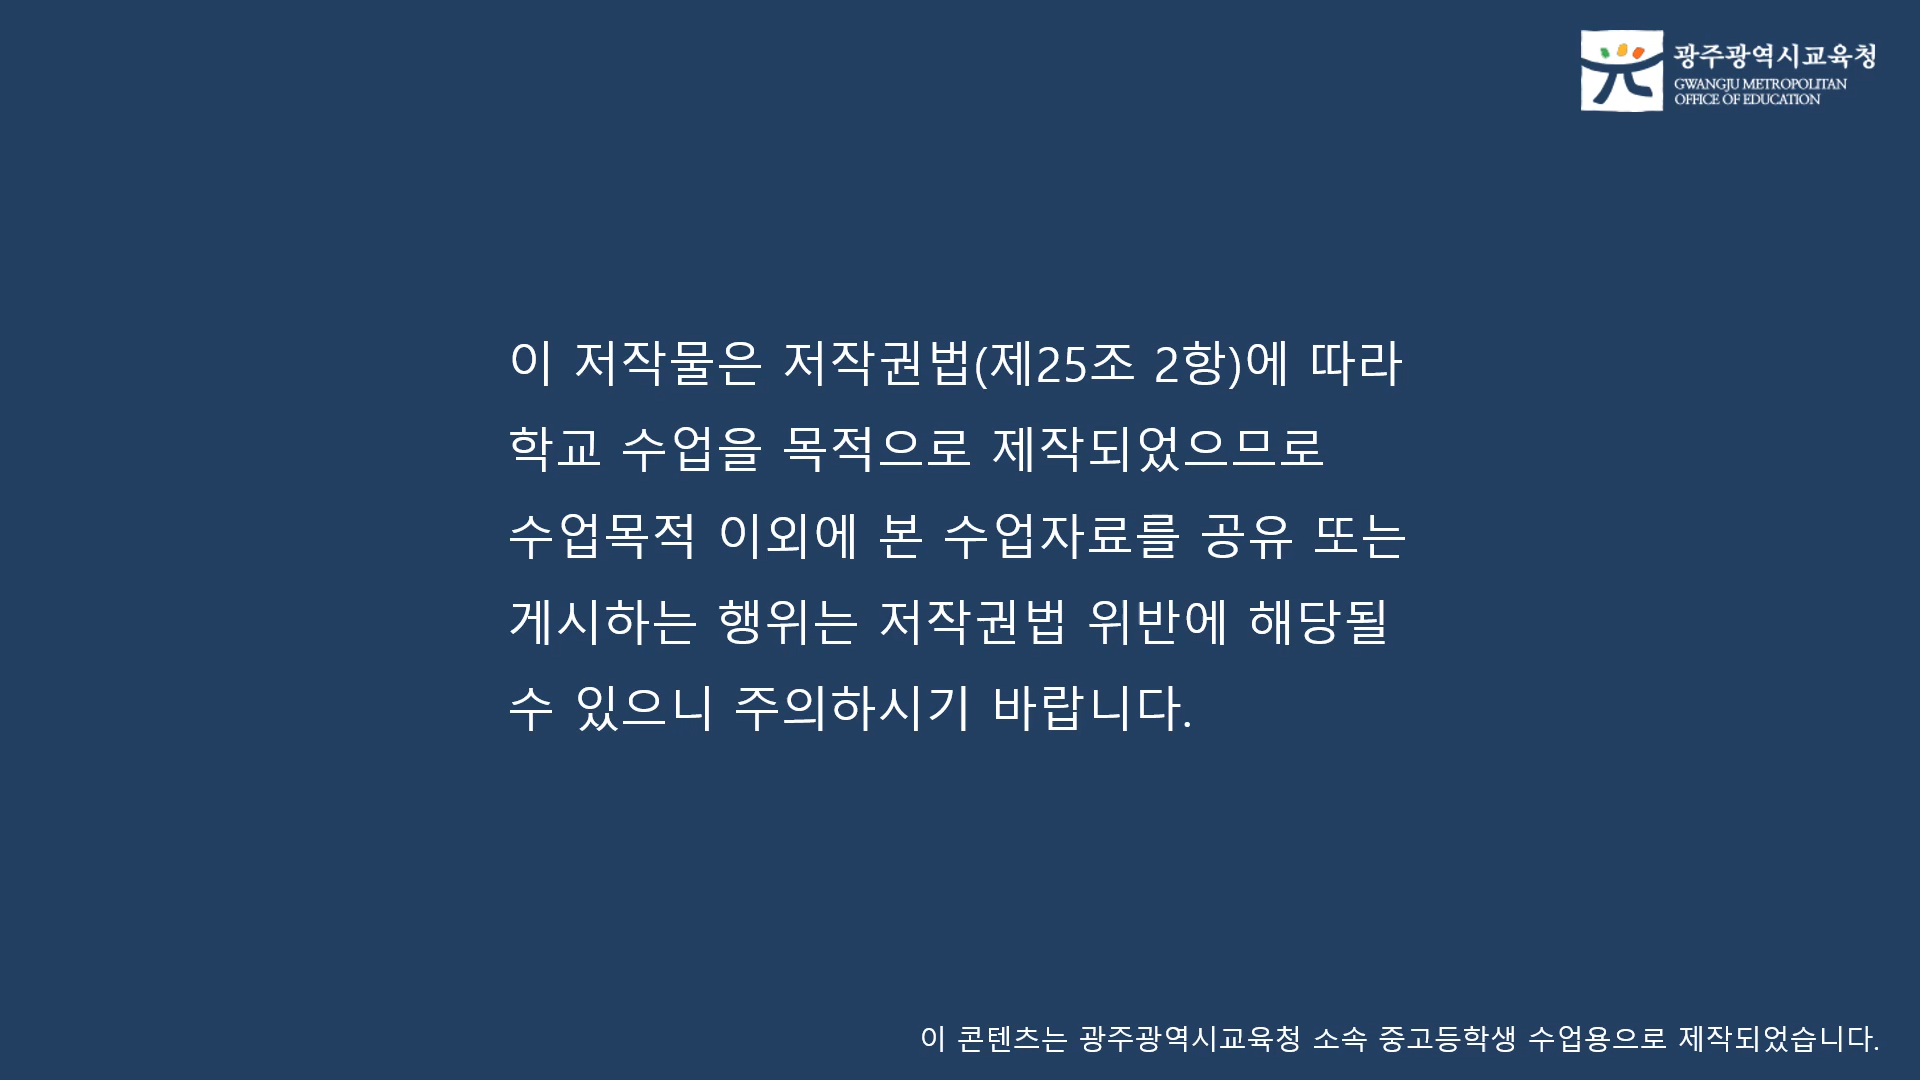 광주광역시교육청
GWANGJU METROPOLITAN
OFFICE OF EDUCATION
이 저작물은 저작권법(제25조 2항)에 따라
학교 수업을 목적으로 제작되었으므로
수업목적 이외에 본 수업자료를 공유 또는
게시하는 행위는 저작권법 위반에 해당될
수 있으니 주의하시기 바랍니다.
이 콘텐츠는 광주광역시교육청 소속 중고등학생 수업용으로 제작되었습니다.